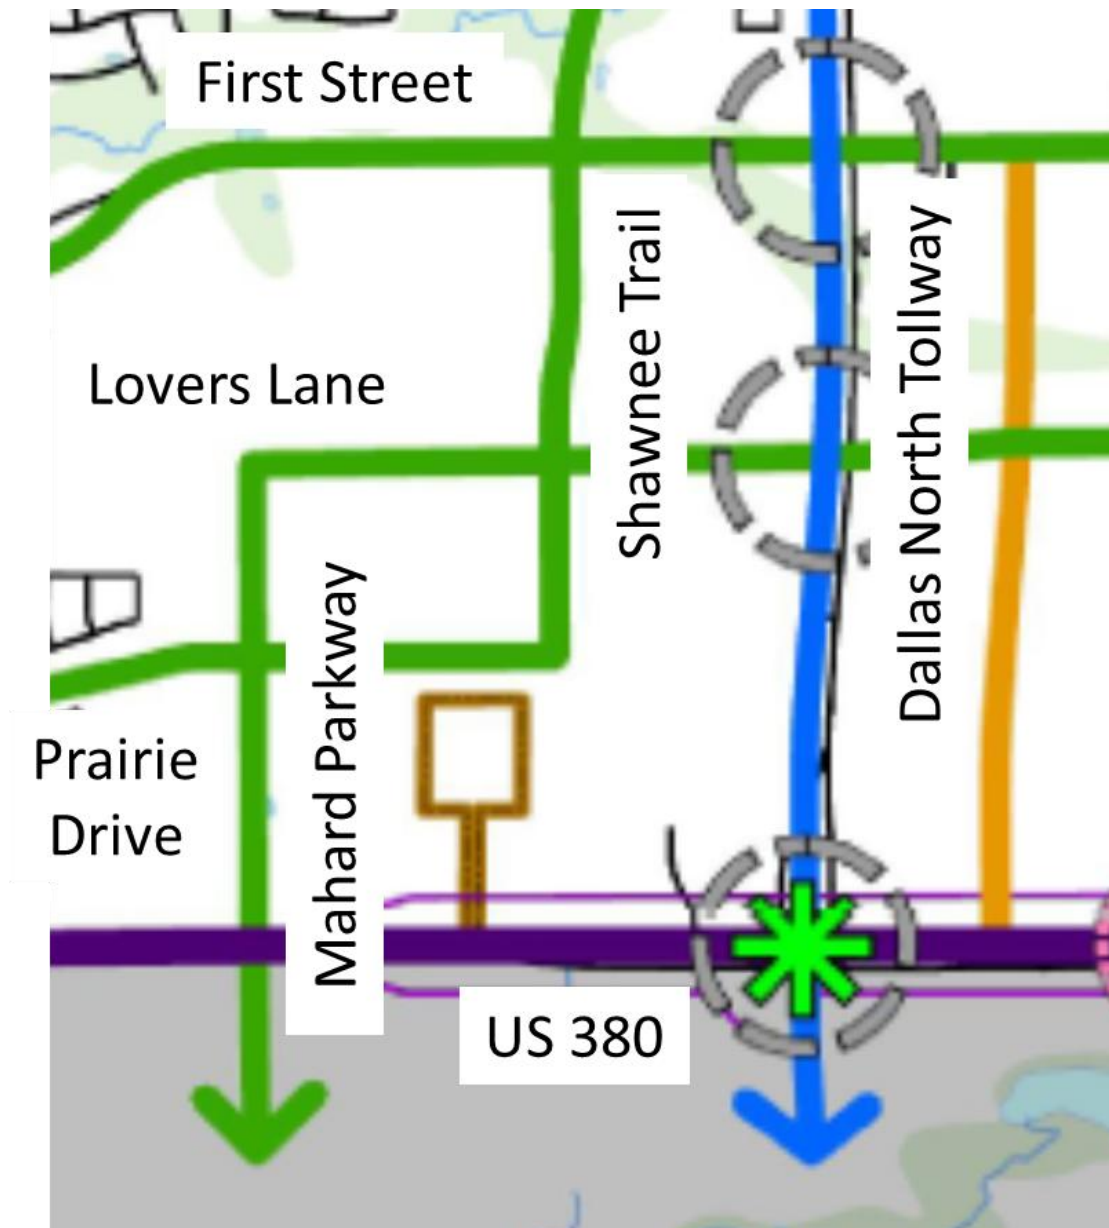 First Street
Shawnee Trail
Dallas North Tollway
Lovers Lane
Mahard Parkway
Prairie
Drive
US 380